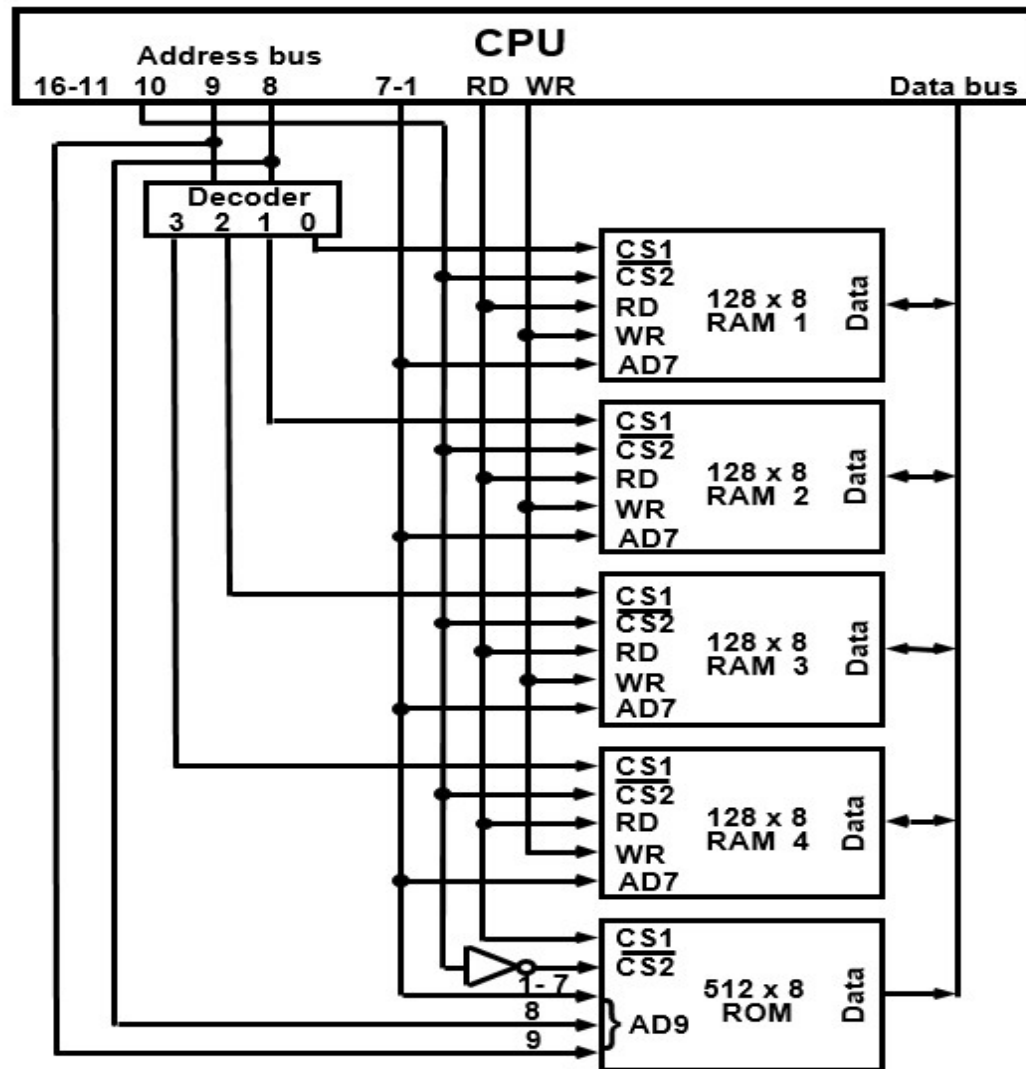 CPU
Address bus
16-11 10 9 8 7-1 RD WR Data bus
Decoder
3 2 1 0
CS1
CS2
RD
WR
AD7
128 x 8
RAM 1
Data
CS1
CS2
RD
WR
AD7
128 x 8
RAM 2
Data
CS1
CS2
RD
WR
AD7
128 x 8
RAM 3
Data
CS1
CS2
RD
WR
AD7
128 x 8
RAM 4
Data
CS1
CS2
1-7
8
9
} AD9
512 x 8
ROM
Data